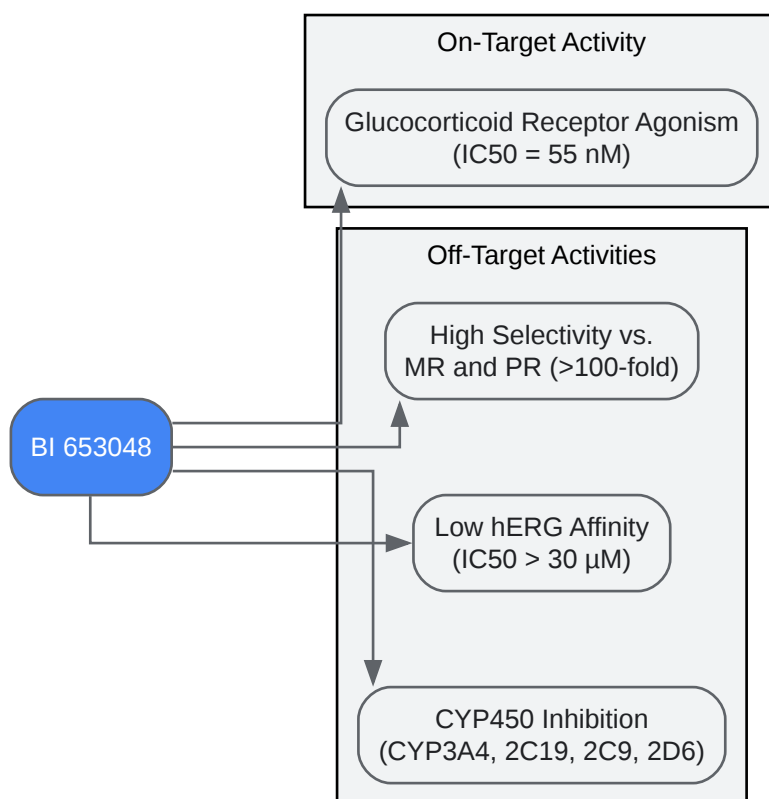 On-Target Activity
Glucocorticoid Receptor Agonism
(IC50 = 55 nM)
Off-Target Activities
High Selectivity vs.
MR and PR (>100-fold)
BI 653048
Low hERG Affinity
(IC50 > 30 µM)
CYP450 Inhibition
(CYP3A4, 2C19, 2C9, 2D6)